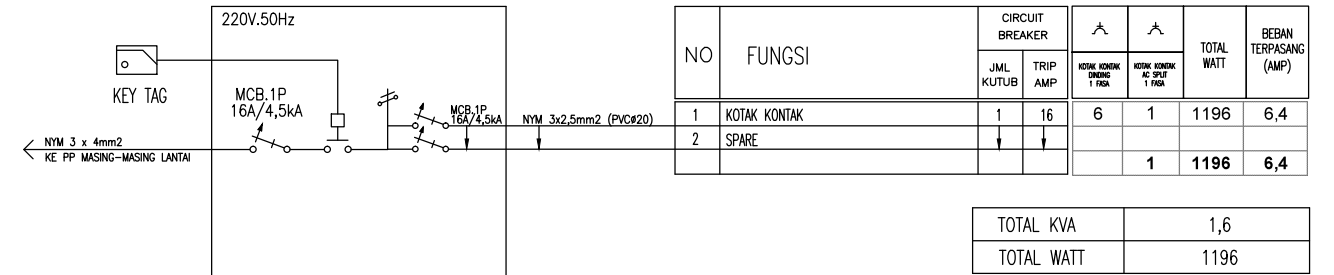 220V.50Hz
KEY TAG
MCB.1P
16A/4,5kA
MCB.1P
16A/4,5kA
NYM 3x2,5mm2 (PVCø20)
NYM 3 x 4mm2
KE PP MASING-MASING LANTAI
NO
FUNGSI
CIRCUIT
BREAKER
JML
KUTUB
TRIP
AMP
KOTAK KONTAK
DINDING
1 FASA
KOTAK KONTAK
AC SPLIT
1 FASA
TOTAL
WATT
BEBAN
TERPASANG
(AMP)
1 KOTAK KONTAK 1 16 6 1 1196 6,4
2 SPARE
1 1196 6,4
TOTAL KVA 1,6
TOTAL WATT 1196